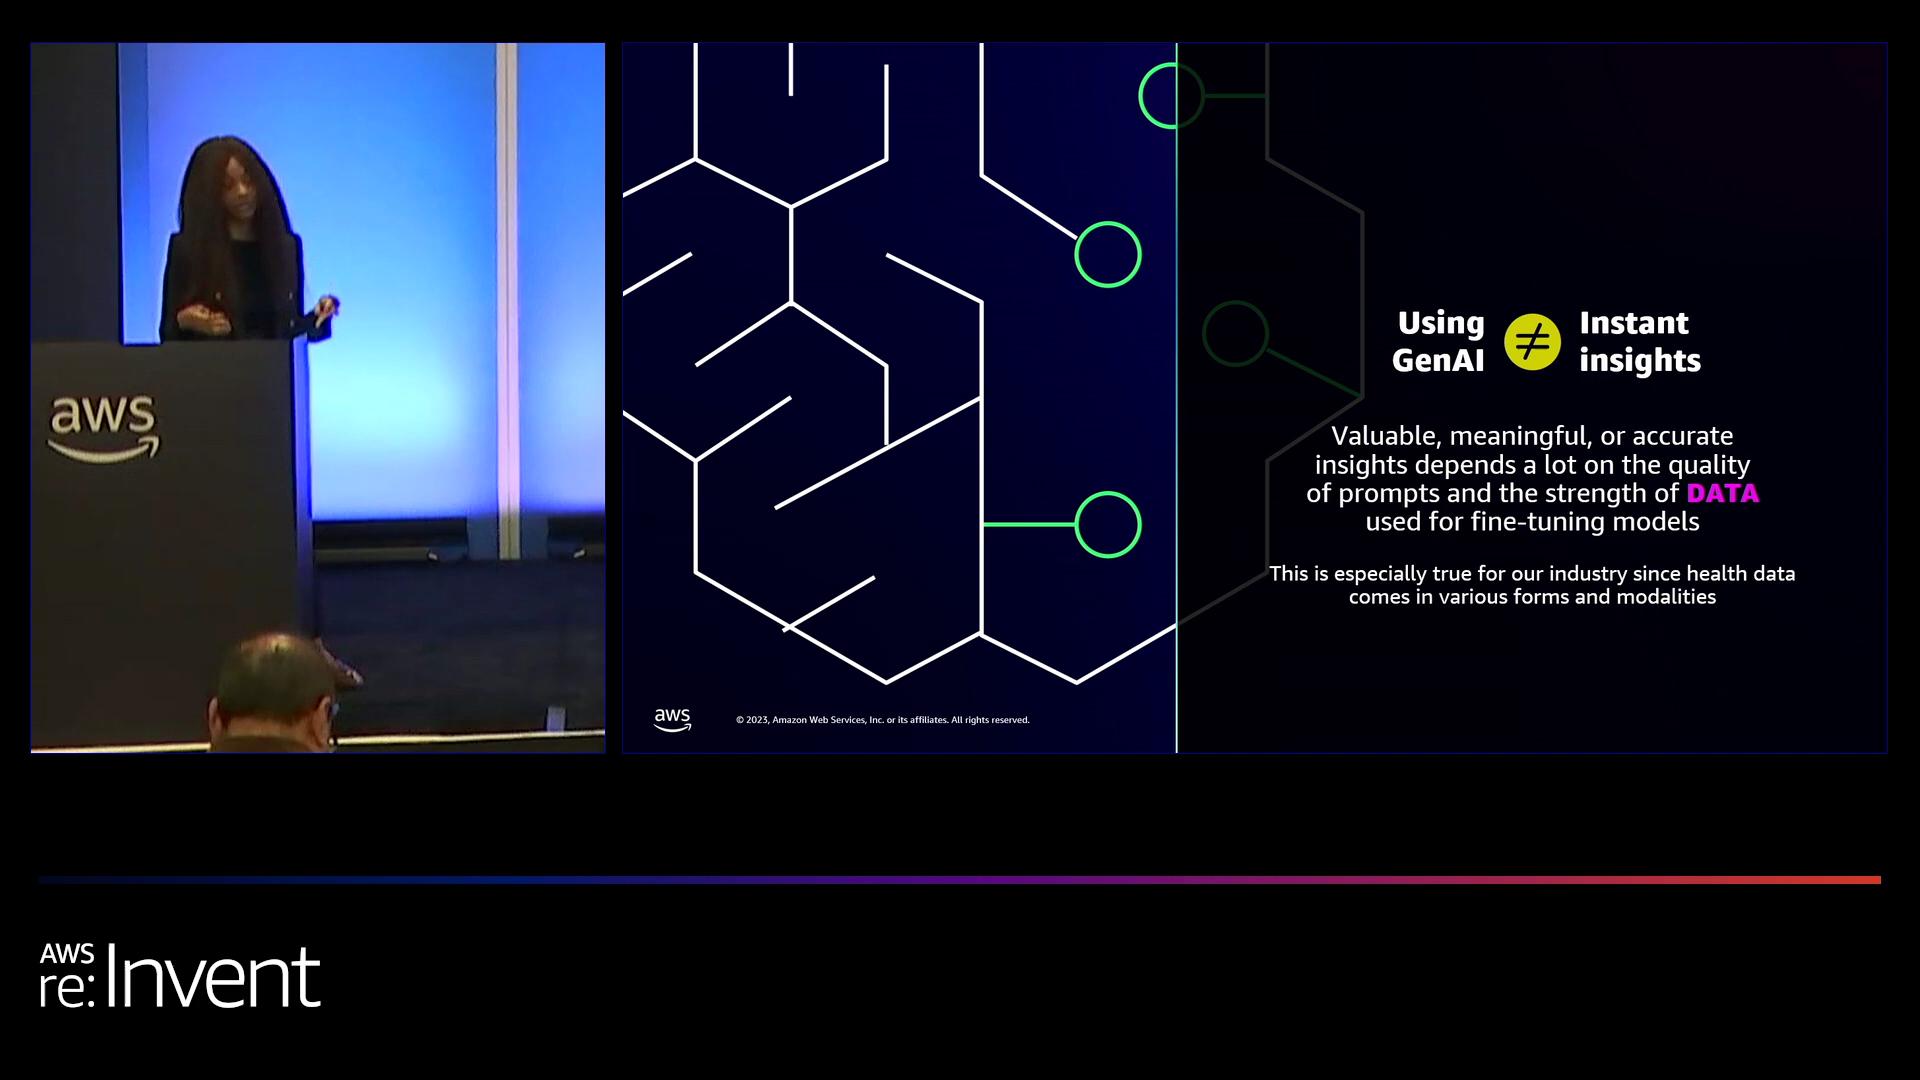 aws
Using
GenAI
≠
Instant
insights
Valuable, meaningful, or accurate
insights depends a lot on the quality
of prompts and the strength of DATA
used for fine-tuning models
This is especially true for our industry since health data
comes in various forms and modalities
aws
© 2023, Amazon Web Services, Inc. or its affiliates. All rights reserved.
AWS
re:Invent